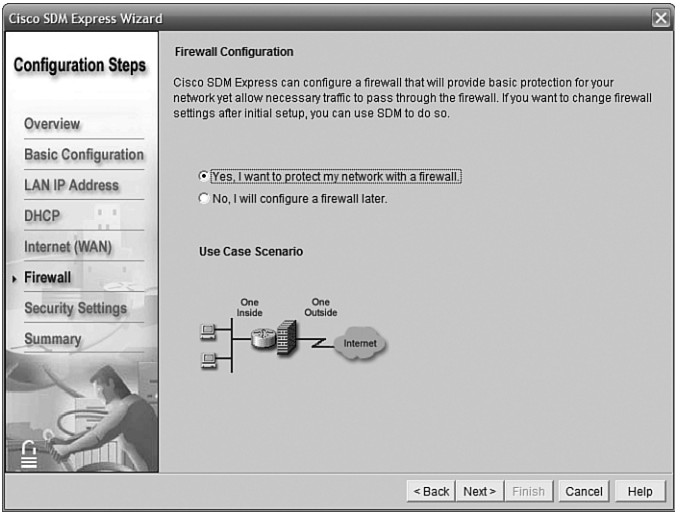 Cisco SDM Express Wizard
Configuration Steps
Overview
Basic Configuration
LAN IP Address
DHCP
Internet (WAN)
Firewall
Security Settings
Summary
Firewall Configuration
Cisco SDM Express can configure a firewall that will provide basic protection for your
network yet allow necessary traffic to pass through the firewall. If you want to change firewall
settings after initial setup, you can use SDM to do so.
Yes, I want to protect my network with a firewall.
No, I will configure a firewall later.
Use Case Scenario
One
Inside
One
Outside
Internet
< Back
Next >
Finish
Cancel
Help